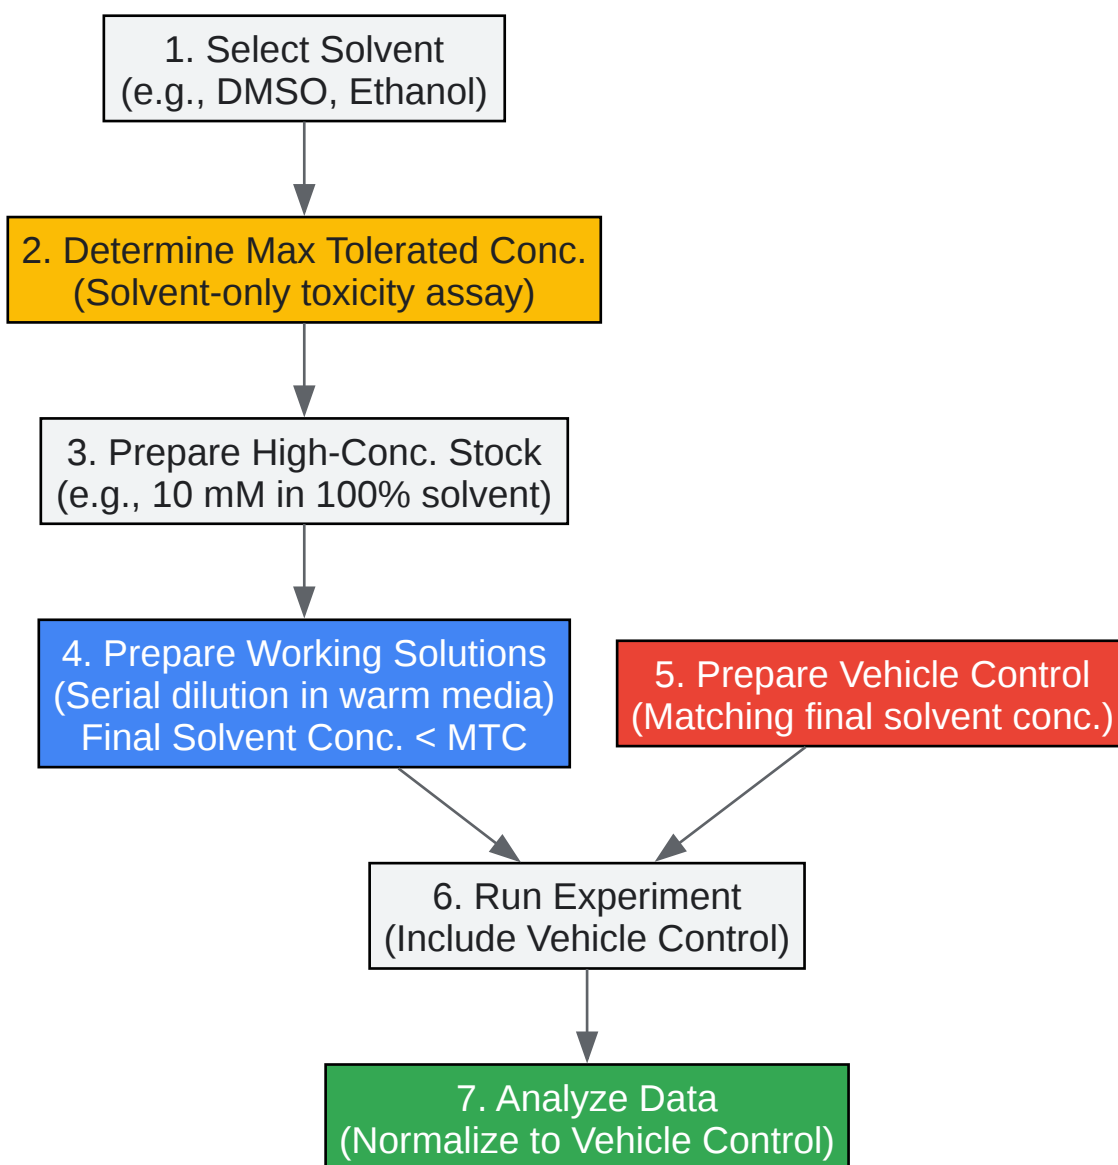 1. Select Solvent
(e.g., DMSO, Ethanol)
2. Determine Max Tolerated Conc.
(Solvent-only toxicity assay)
3. Prepare High-Conc. Stock
(e.g., 10 mM in 100% solvent)
4. Prepare Working Solutions
(Serial dilution in warm media)
Final Solvent Conc. < MTC
5. Prepare Vehicle Control
(Matching final solvent conc.)
6. Run Experiment
(Include Vehicle Control)
7. Analyze Data
(Normalize to Vehicle Control)